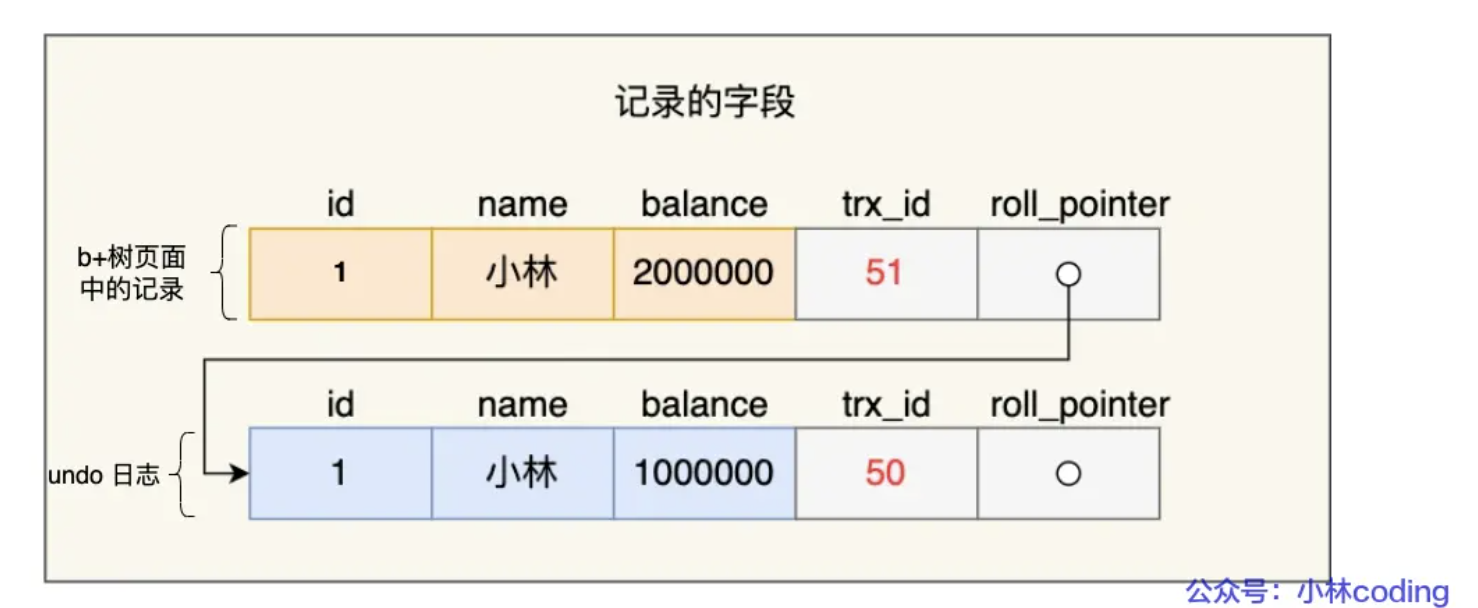 记录的字段
id name balance trx_id roll_pointer
b+树页面
中的记录
1 小林 2000000 51
id name balance trx_id roll_pointer
undo 日志
1 小林 1000000 50
公众号：小林coding